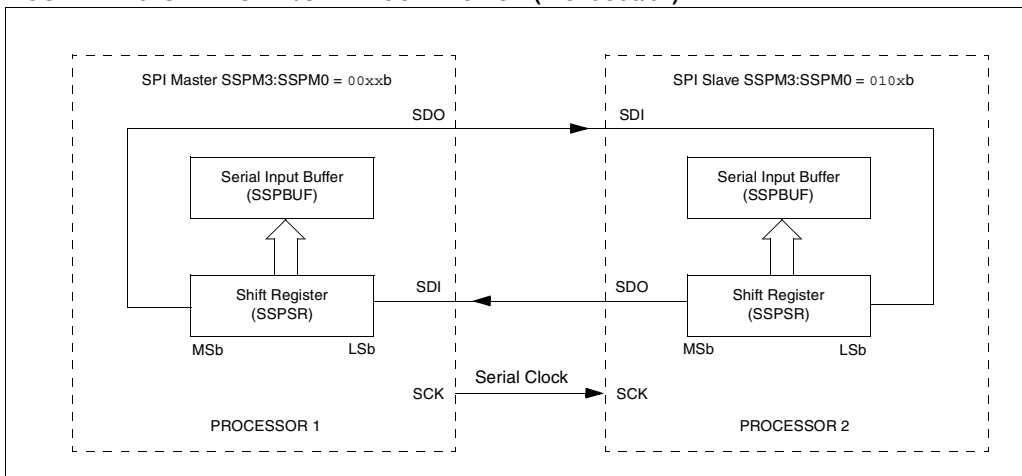 SPI Master SSPM3:SSPM0 = 00xxb
SPI Slave SSPM3:SSPM0 = 010xb
SDO
SDI
Serial Input Buffer
(SSPBUF)
Serial Input Buffer
(SSPBUF)
SDI
SDO
Shift Register
(SSPSR)
Shift Register
(SSPSR)
MSb
LSb
MSb
LSb
Serial Clock
SCK
SCK
PROCESSOR 1
PROCESSOR 2